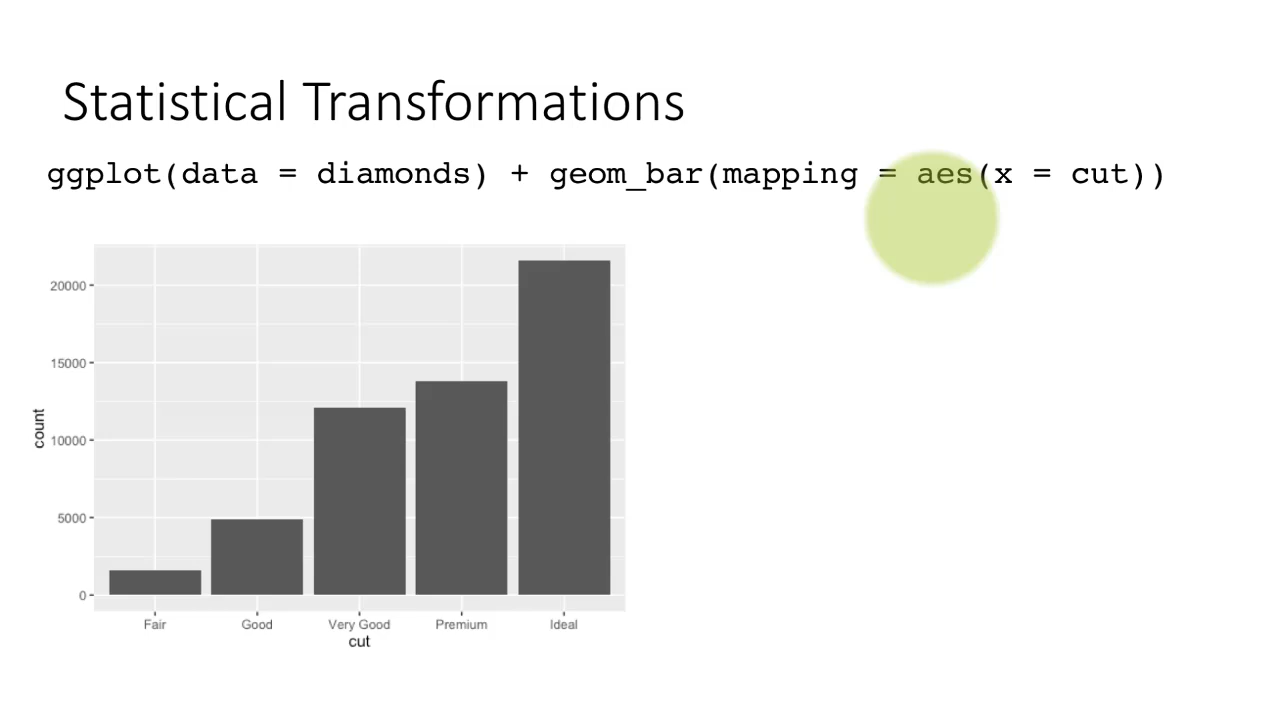 Statistical Transformations
ggplot(data = diamonds) + geom_bar(mapping = aes(x = cut))
20000
15000
10000
5000
0
count
Fair Good Very Good Premium Ideal
cut